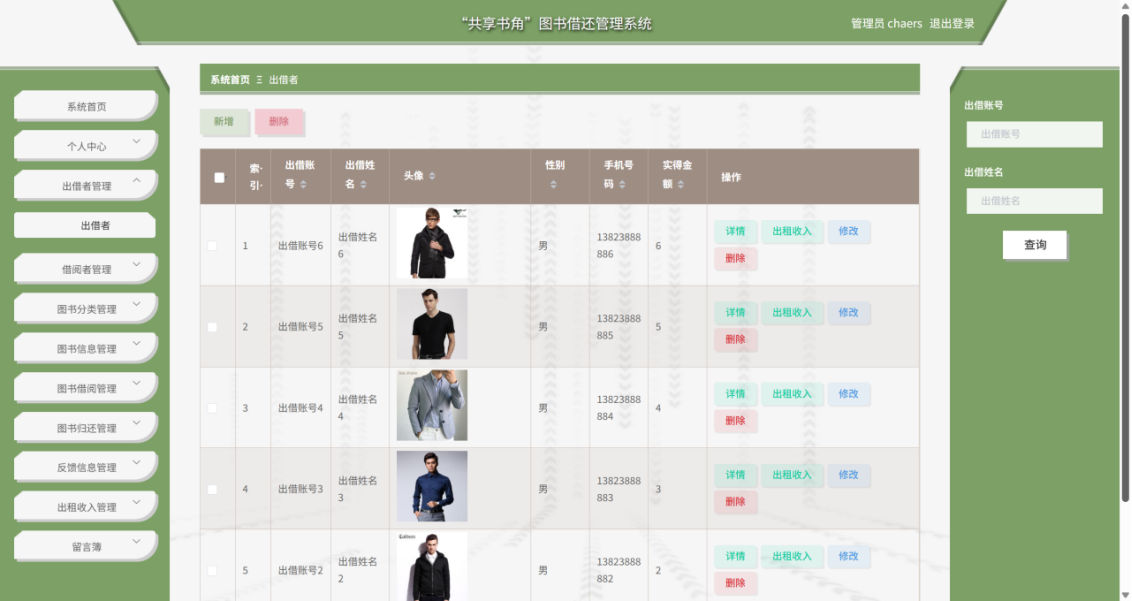 “共享书角”图书借还管理系统
管理员 chaers 退出登录
系统首页
个人中心
出借者管理
出借者
借阅者管理
图书分类管理
图书信息管理
图书借阅管理
图书归还管理
反馈信息管理
出租收入管理
留言簿
系统首页 Ξ 出借者
新增 删除
索引 出借账号 出借姓名 头像 性别 手机号码 实得金额 操作
1 出借账号6 出借姓名6 男 13823888886 6 详情 出租收入 修改
删除
2 出借账号5 出借姓名5 男 13823888885 5 详情 出租收入 修改
删除
3 出借账号4 出借姓名4 男 13823888884 4 详情 出租收入 修改
删除
4 出借账号3 出借姓名3 男 13823888883 3 详情 出租收入 修改
删除
5 出借账号2 出借姓名2 男 13823888882 2 详情 出租收入 修改
删除
出借账号
出借账号
出借姓名
出借姓名
查询